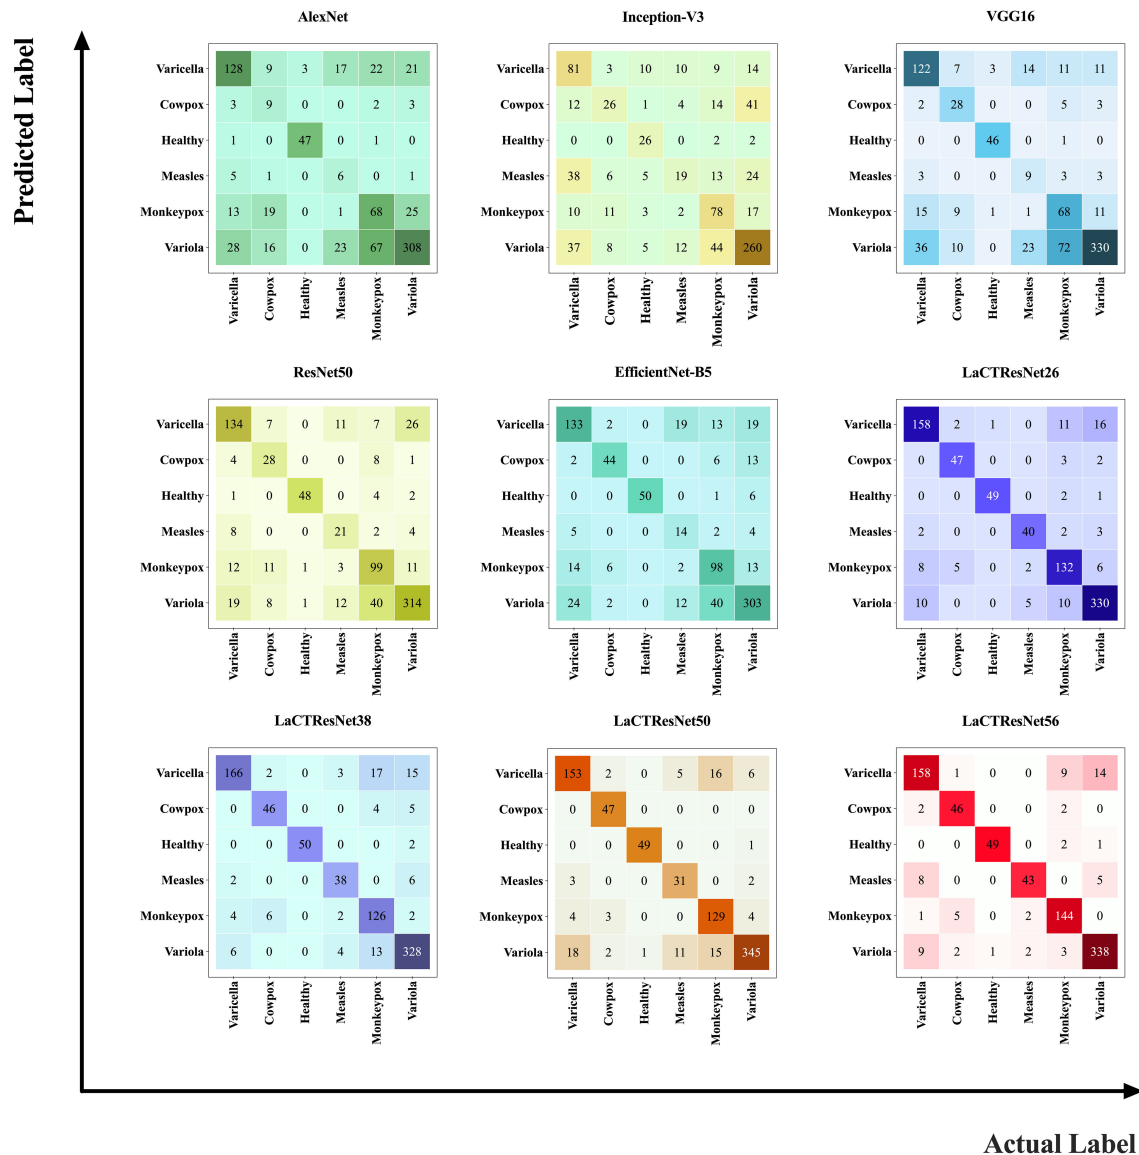 Predicted Label
AlexNet
Varicella 128 9 3 17 22 21
Cowpox 3 9 0 0 2 3
Healthy 1 0 47 0 1 0
Measles 5 1 0 6 0 1
Monkeypox 13 19 0 1 68 25
Variola 28 16 0 23 67 308
Varicella Cowpox Healthy Measles Monkeypox Variola
Inception-V3
Varicella 81 3 10 10 9 14
Cowpox 12 26 1 4 14 41
Healthy 0 0 26 0 2 2
Measles 38 6 5 19 13 24
Monkeypox 10 11 3 2 78 17
Variola 37 8 5 12 44 260
Varicella Cowpox Healthy Measles Monkeypox Variola
VGG16
Varicella 122 7 3 14 11 11
Cowpox 2 28 0 0 5 3
Healthy 0 0 46 0 1 0
Measles 3 0 0 9 3 3
Monkeypox 15 9 1 1 68 11
Variola 36 10 0 23 72 330
Varicella Cowpox Healthy Measles Monkeypox Variola
ResNet50
Varicella 134 7 0 11 7 26
Cowpox 4 28 0 0 8 1
Healthy 1 0 48 0 4 2
Measles 8 0 0 21 2 4
Monkeypox 12 11 1 3 99 11
Variola 19 8 1 12 40 314
Varicella Cowpox Healthy Measles Monkeypox Variola
EfficientNet-B5
Varicella 133 2 0 19 13 19
Cowpox 2 44 0 0 6 13
Healthy 0 0 50 0 1 6
Measles 5 0 0 14 2 4
Monkeypox 14 6 0 2 98 13
Variola 24 2 0 12 40 303
Varicella Cowpox Healthy Measles Monkeypox Variola
LaCTResNet26
Varicella 158 2 1 0 11 16
Cowpox 0 47 0 0 3 2
Healthy 0 0 49 0 2 1
Measles 2 0 0 40 2 3
Monkeypox 8 5 0 2 132 6
Variola 10 0 0 5 10 330
Varicella Cowpox Healthy Measles Monkeypox Variola
LaCTResNet38
Varicella 166 2 0 3 17 15
Cowpox 0 46 0 0 4 5
Healthy 0 0 50 0 0 2
Measles 2 0 0 38 0 6
Monkeypox 4 6 0 2 126 2
Variola 6 0 0 4 13 328
Varicella Cowpox Healthy Measles Monkeypox Variola
LaCTResNet50
Varicella 153 2 0 5 16 6
Cowpox 0 47 0 0 0 0
Healthy 0 0 49 0 0 1
Measles 3 0 0 31 0 2
Monkeypox 4 3 0 0 129 4
Variola 18 2 1 11 15 345
Varicella Cowpox Healthy Measles Monkeypox Variola
LaCTResNet56
Varicella 158 1 0 0 9 14
Cowpox 2 46 0 0 2 0
Healthy 0 0 49 0 2 1
Measles 8 0 0 43 0 5
Monkeypox 1 5 0 2 144 0
Variola 9 2 1 2 3 338
Varicella Cowpox Healthy Measles Monkeypox Variola
Actual Label